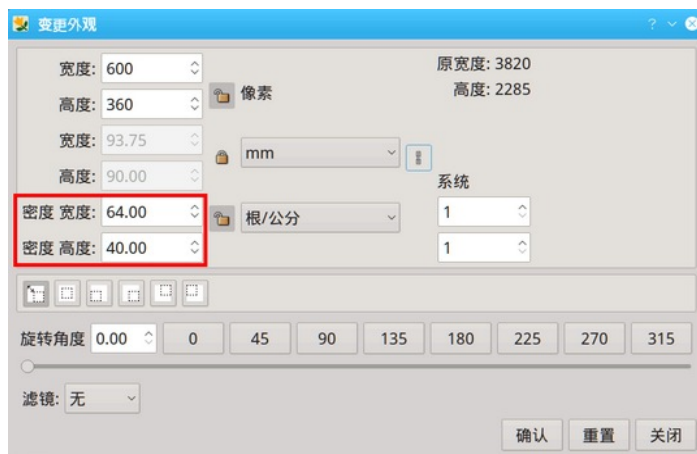 变更外观
宽度: 600 原宽度: 3820
高度: 360 像素 高度: 2285
宽度: 93.75
mm
高度: 90.00 系统
密度 宽度: 64.00 根/公分 1
密度 高度: 40.00 1
旋转角度 0.00 0 45 90 135 180 225 270 315
滤镜: 无
确认 重置 关闭